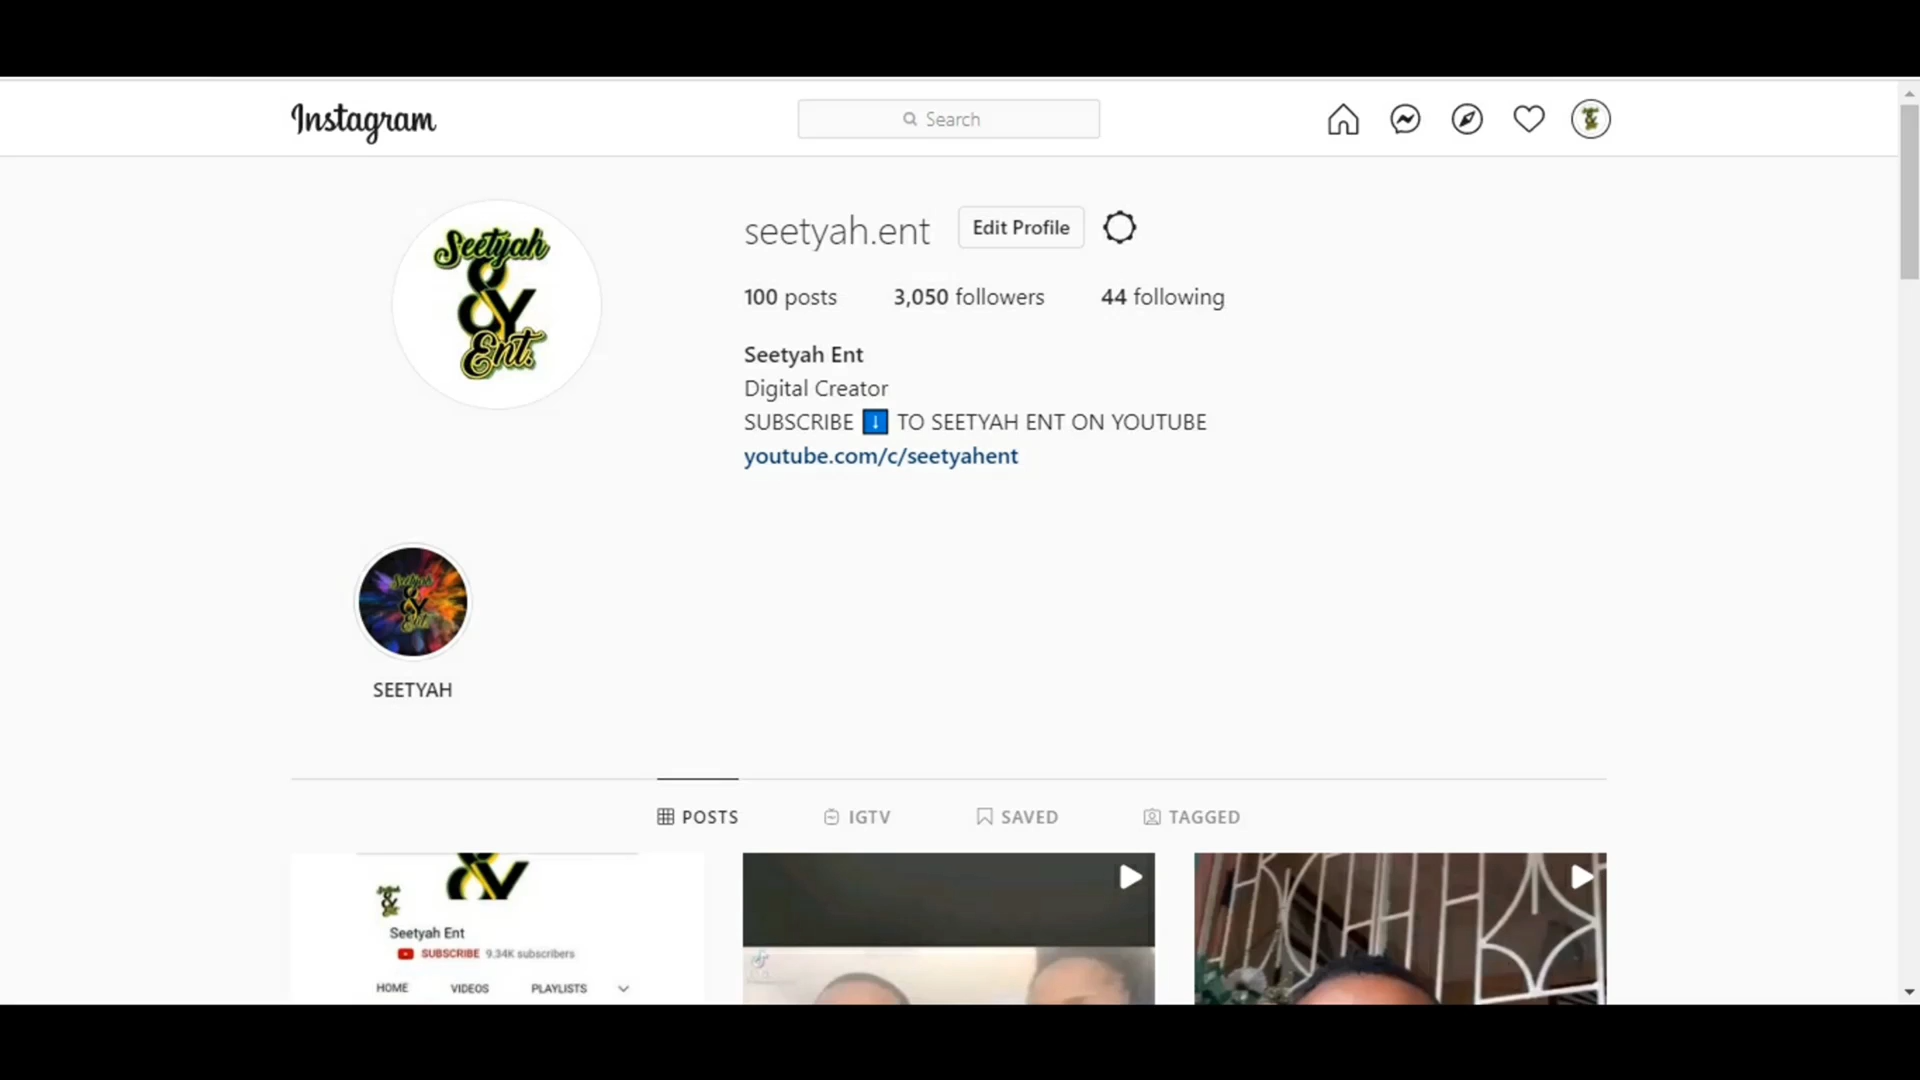 Instagram
Search
Seetyah
&Y
Ent.
seetyah.ent
Edit Profile
100 posts 3,050 followers 44 following
Seetyah Ent
Digital Creator
SUBSCRIBE ⬇ TO SEETYAH ENT ON YOUTUBE
youtube.com/c/seetyahent
Seetyah
&Y
Ent.
SEETYAH
POSTS IGTV SAVED TAGGED
&Y
Seetyah Ent
SUBSCRIBE 9.34K subscribers
HOME VIDEOS PLAYLISTS